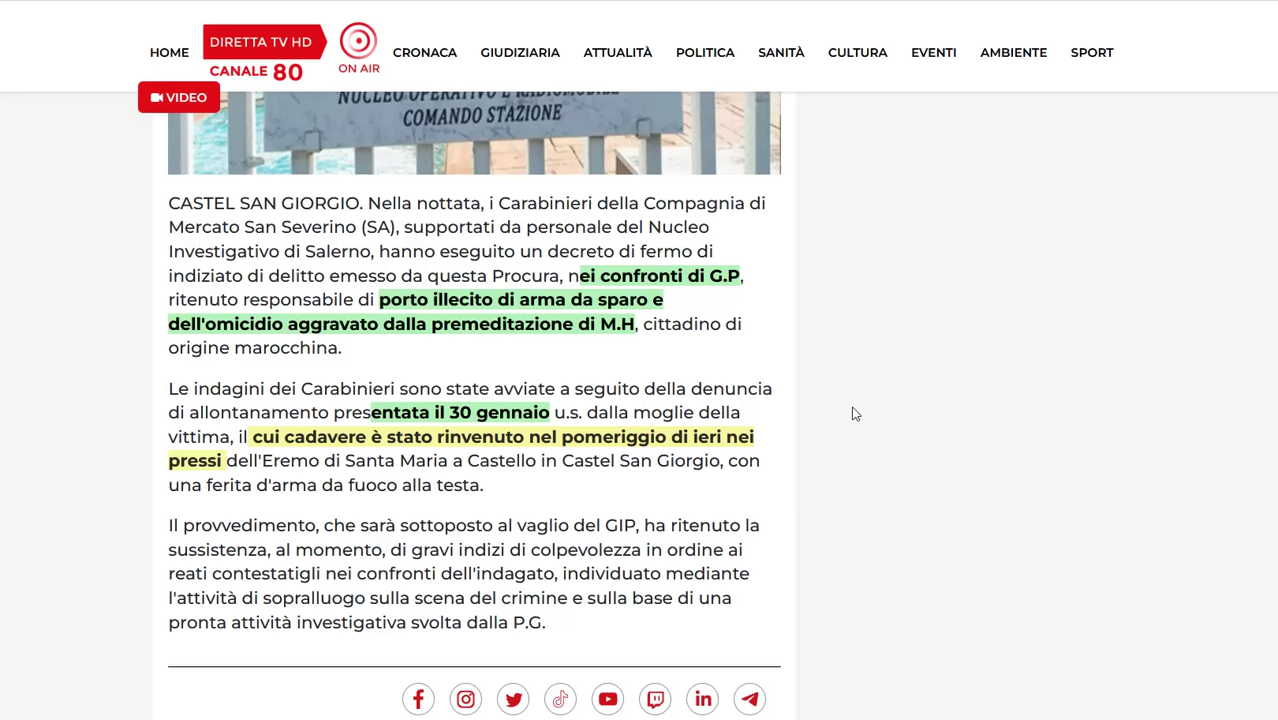 HOME
DIRETTA TV HD
CANALE 80
ON AIR
CRONACA
GIUDIZIARIA
ATTUALITÀ
POLITICA
SANITÀ
CULTURA
EVENTI
AMBIENTE
SPORT
VIDEO
NUCLEO OPERATIVO E RADIOMOBILE
COMANDO STAZIONE
CASTEL SAN GIORGIO. Nella nottata, i Carabinieri della Compagnia di
Mercato San Severino (SA), supportati da personale del Nucleo
Investigativo di Salerno, hanno eseguito un decreto di fermo di
indiziato di delitto emesso da questa Procura, nei confronti di G.P,
ritenuto responsabile di porto illecito di arma da sparo e
dell'omicidio aggravato dalla premeditazione di M.H, cittadino di
origine marocchina.
Le indagini dei Carabinieri sono state avviate a seguito della denuncia
di allontanamento presentata il 30 gennaio u.s. dalla moglie della
vittima, il cui cadavere è stato rinvenuto nel pomeriggio di ieri nei
pressi dell'Eremo di Santa Maria a Castello in Castel San Giorgio, con
una ferita d'arma da fuoco alla testa.
Il provvedimento, che sarà sottoposto al vaglio del GIP, ha ritenuto la
sussistenza, al momento, di gravi indizi di colpevolezza in ordine ai
reati contestatigli nei confronti dell'indagato, individuato mediante
l'attività di sopralluogo sulla scena del crimine e sulla base di una
pronta attività investigativa svolta dalla P.G.